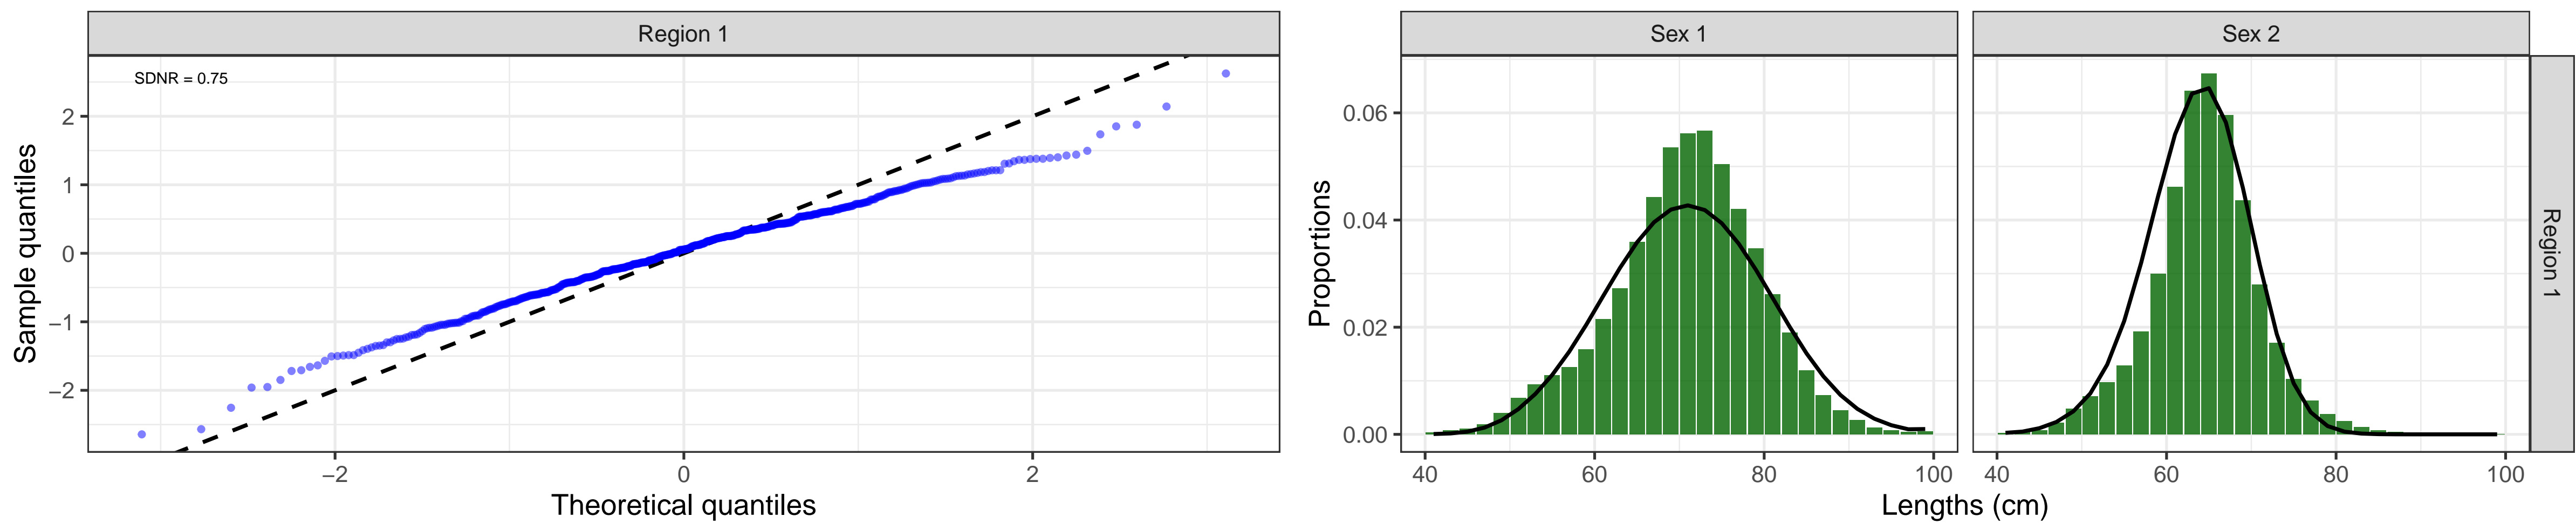 Region 1
SDNR = 0.75
2
1
0
−1
−2
Sample quantiles
−2
0
2
Theoretical quantiles
Sex 1
Sex 2
Region 1
0.06
0.04
0.02
0.00
Proportions
40
60
80
100
40
60
80
100
Lengths (cm)